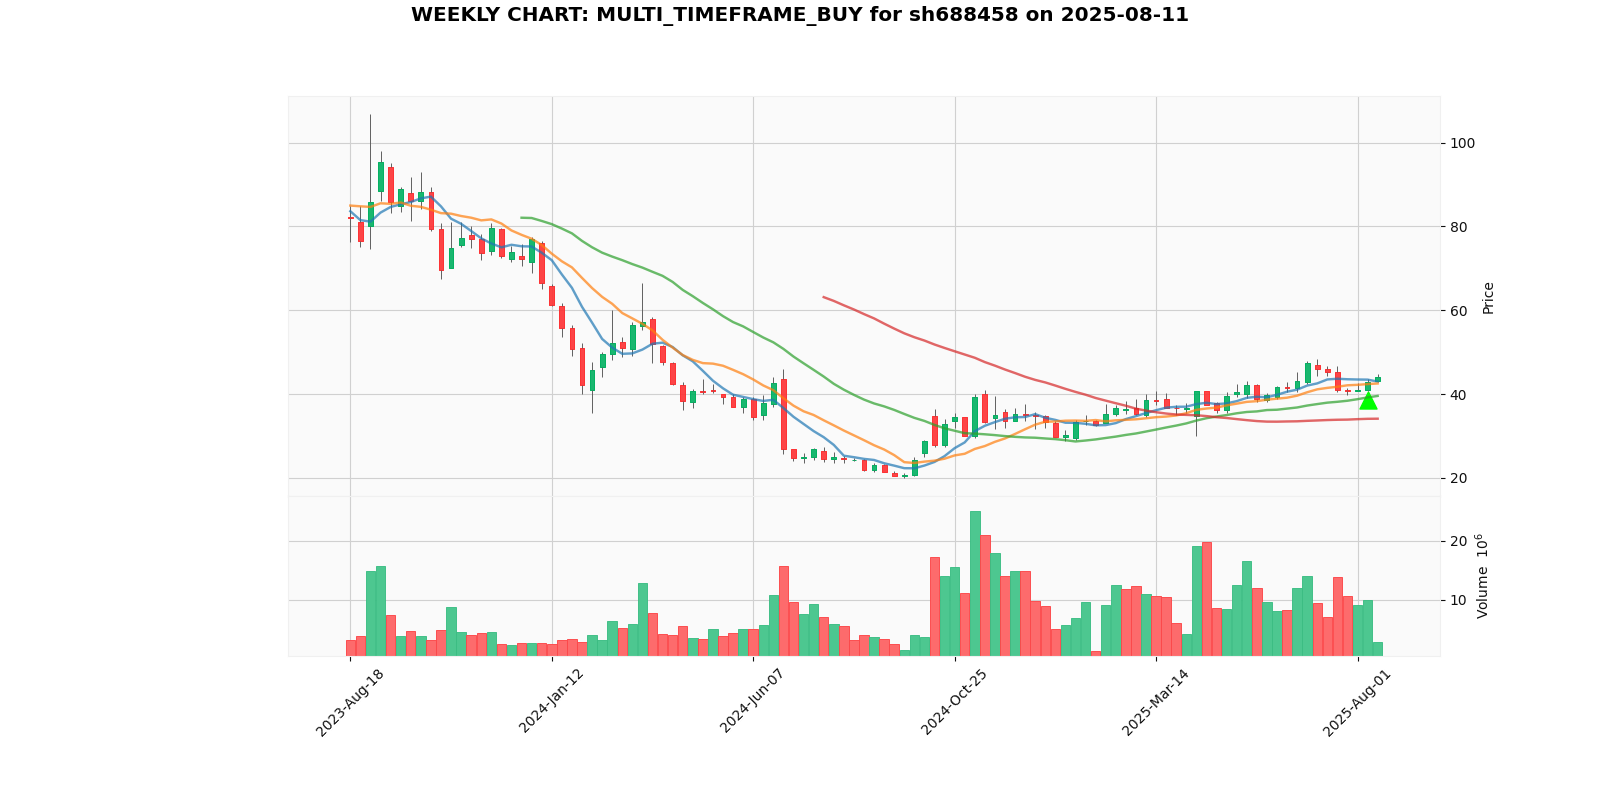 WEEKLY CHART: MULTI_TIMEFRAME_BUY for sh688458 on 2025-08-11
100
80
60
40
20
Price
20
10
Volume 10^6
2023-Aug-18
2024-Jan-12
2024-Jun-07
2024-Oct-25
2025-Mar-14
2025-Aug-01